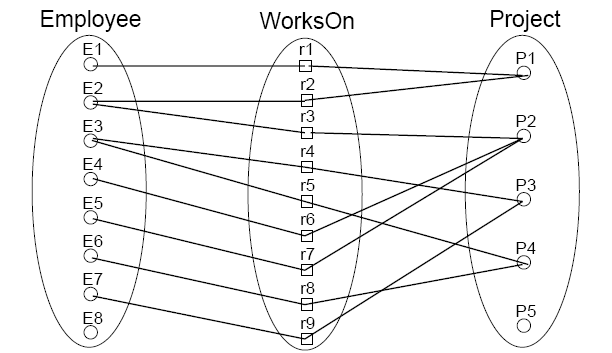 Employee WorksOn Project
E1
E2
E3
E4
E5
E6
E7
E8
r1
r2
r3
r4
r5
r6
r7
r8
r9
P1
P2
P3
P4
P5